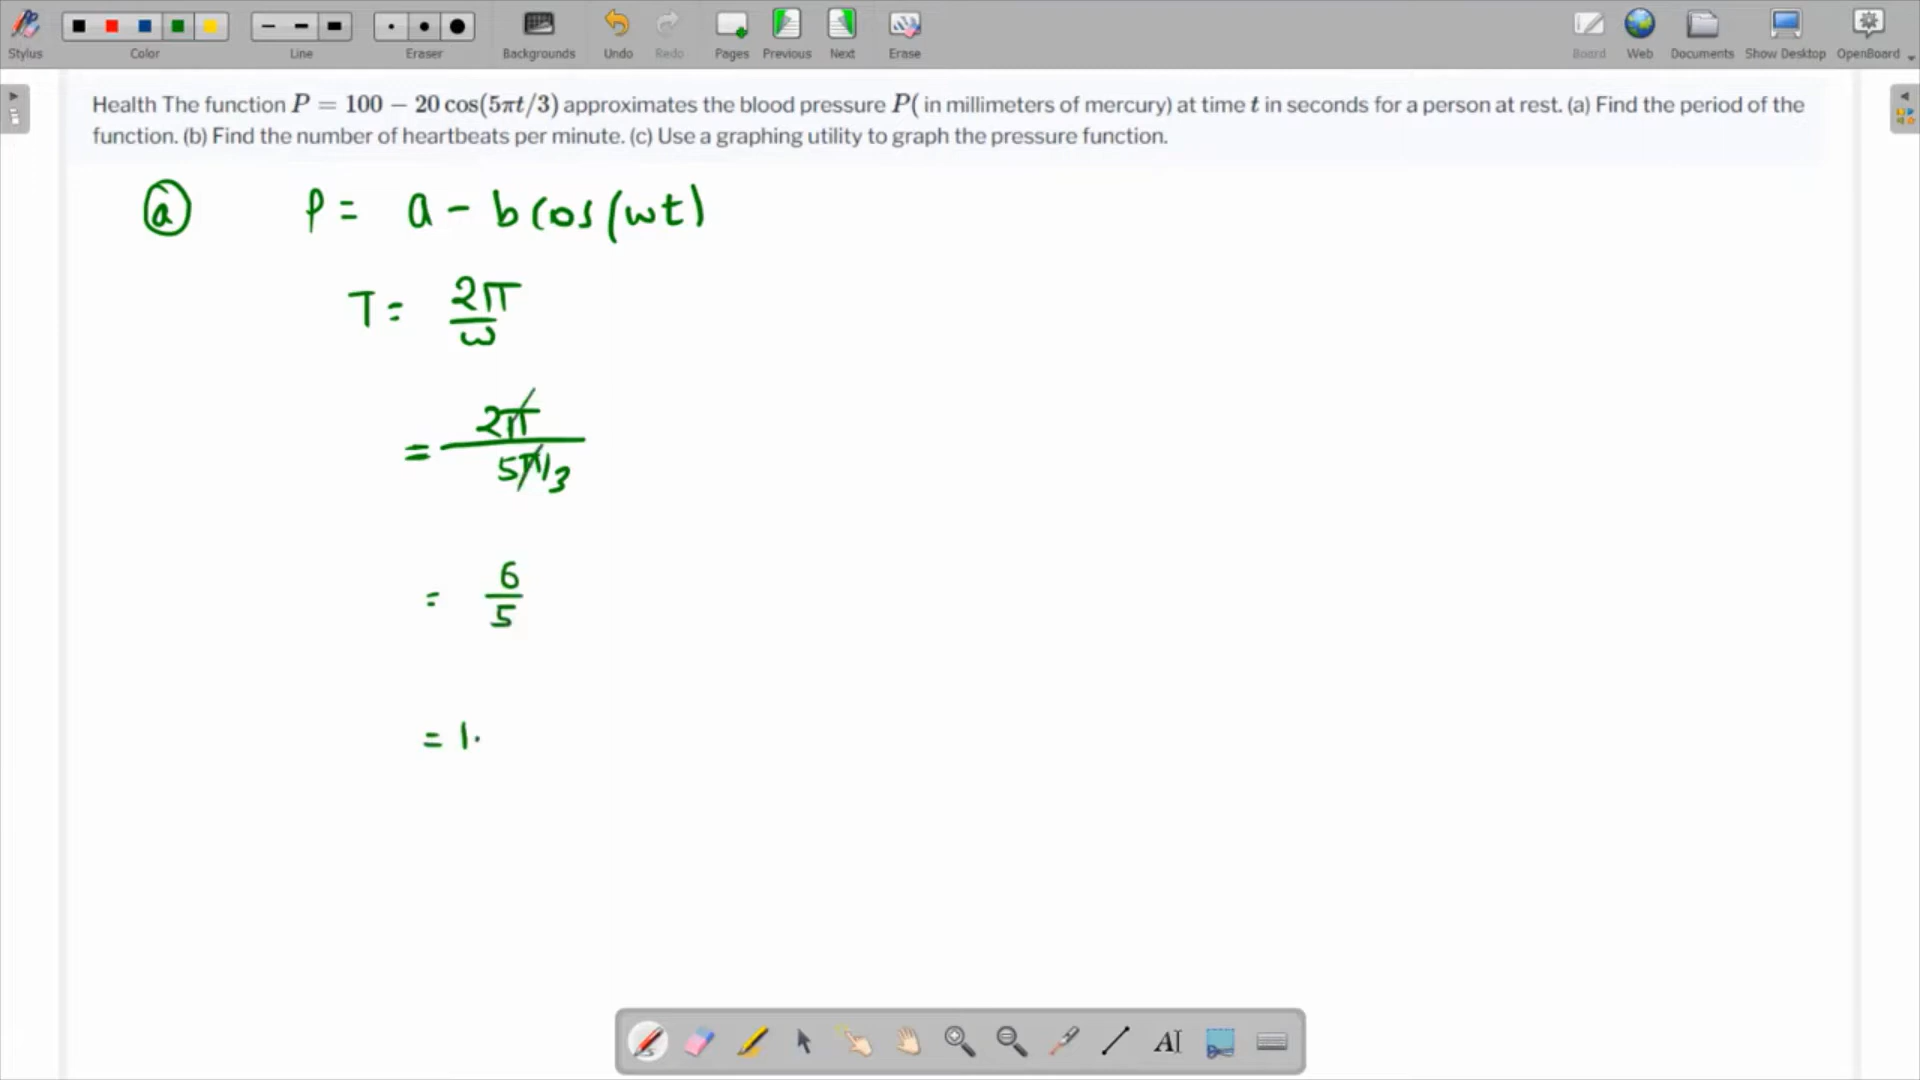 Stylus Color Line Eraser Backgrounds Undo Redo Pages Previous Next Erase Board Web Documents Show Desktop OpenBoard
Health The function P = 100 − 20 cos(5πt/3) approximates the blood pressure P( in millimeters of mercury) at time t in seconds for a person at rest. (a) Find the period of the
function. (b) Find the number of heartbeats per minute. (c) Use a graphing utility to graph the pressure function.
(a) P = a - b cos(wt)
T = 2π/w
= 2π/5π/3
= 6/5
= 1.